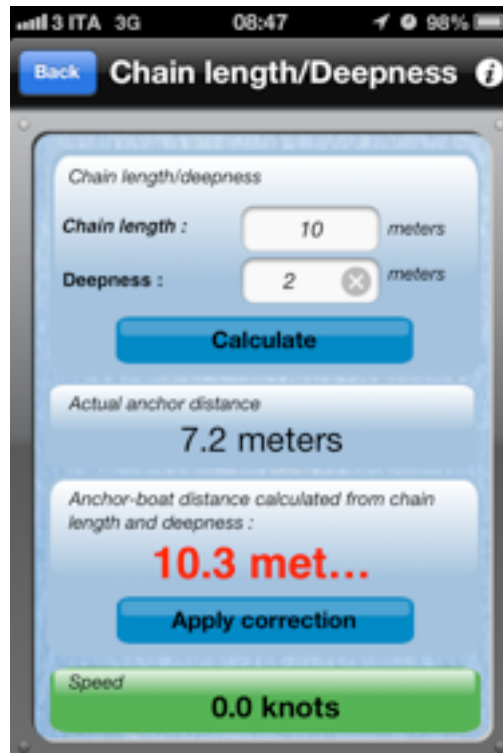 3 ITA 3G 08:47 98%
Back Chain length/Deepness i
Chain length/deepness
Chain length : 10 meters
Deepness : 2 meters
Calculate
Actual anchor distance
7.2 meters
Anchor-boat distance calculated from chain
length and deepness :
10.3 met...
Apply correction
Speed
0.0 knots